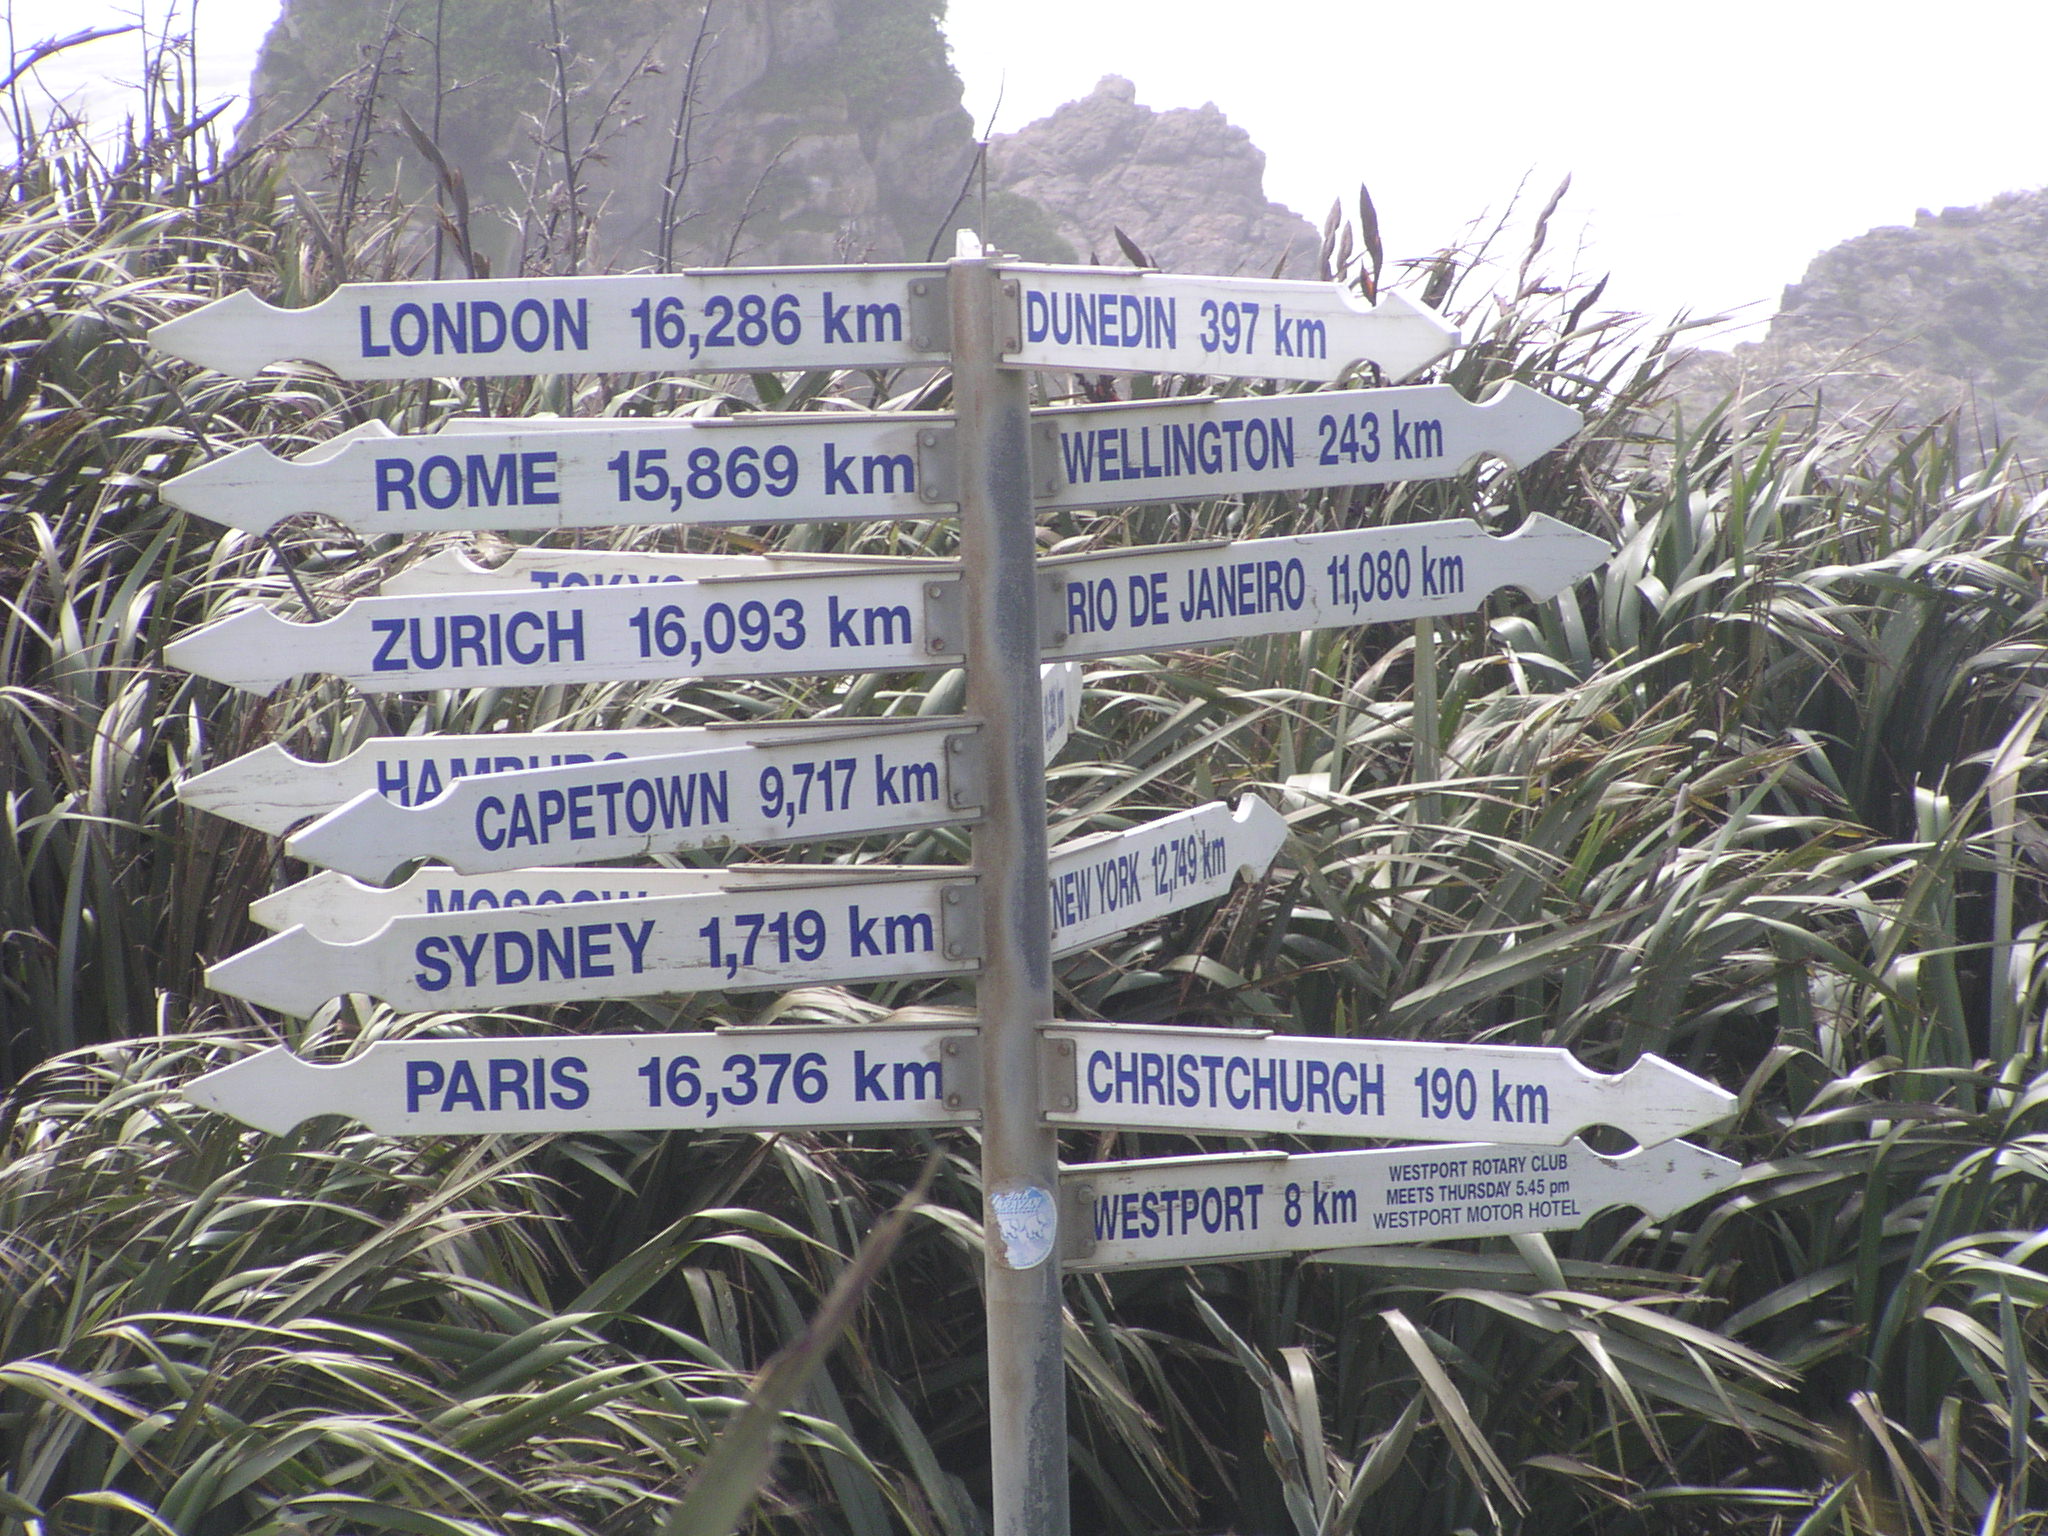 LONDON 16,286 km
DUNEDIN 397 km
ROME 15,869 km
WELLINGTON 243 km
TOKYO
ZURICH 16,093 km
RIO DE JANEIRO 11,080 km
HAMBURG
CAPETOWN 9,717 km
NEW YORK 12,749 km
MOSCOW
SYDNEY 1,719 km
PARIS 16,376 km
CHRISTCHURCH 190 km
WESTPORT 8 km
WESTPORT ROTARY CLUB
MEETS THURSDAY 5.45 pm
WESTPORT MOTOR HOTEL